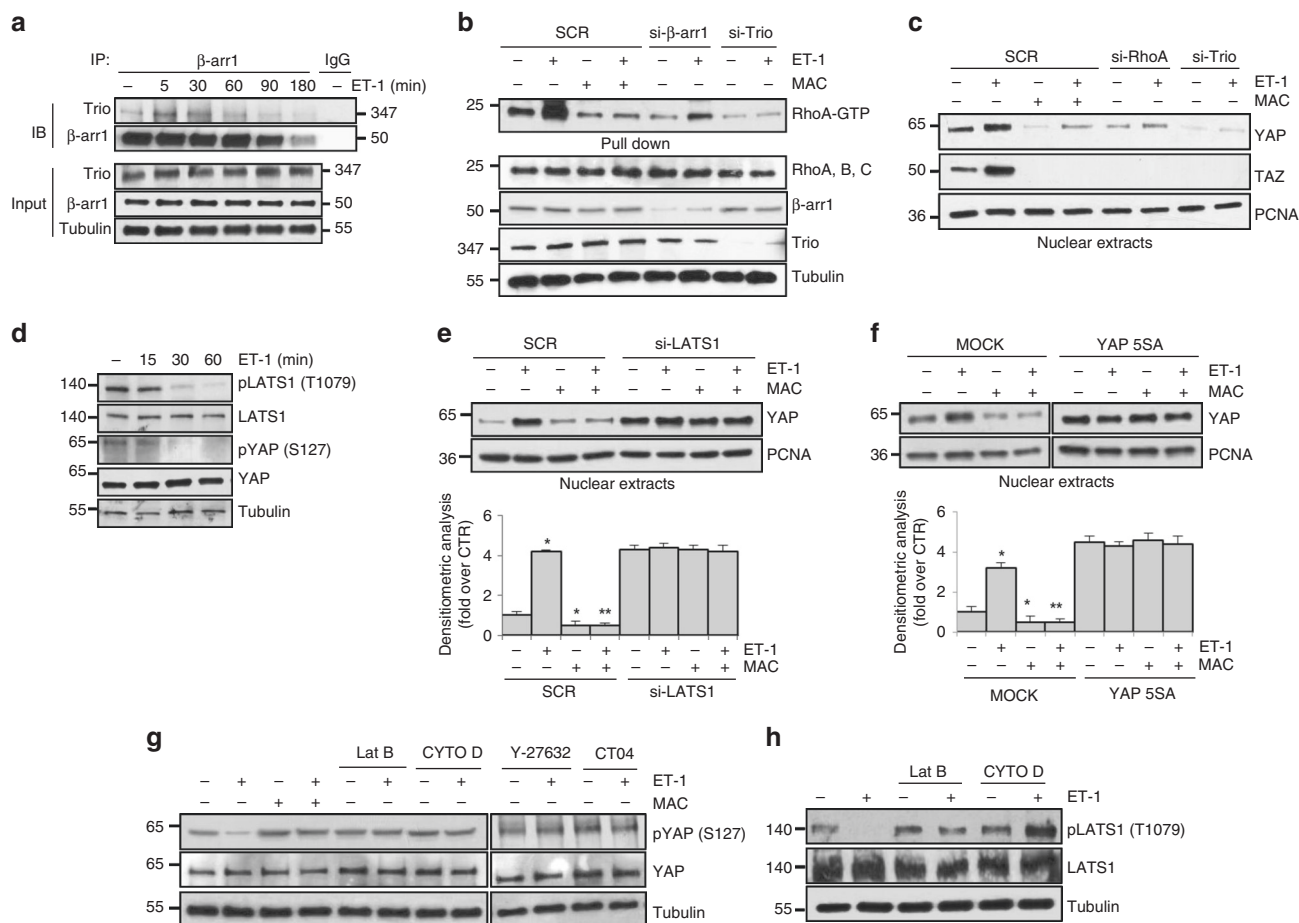 a
IP: β-arr1 IgG
– 5 30 60 90 180 – ET-1 (min)
IB
Trio 347
β-arr1 50
Input
Trio 347
β-arr1 50
Tubulin 55
b
SCR si-β-arr1 si-Trio
– + – + – + – + ET-1
– – + + – – – – MAC
25 RhoA-GTP
Pull down
25 RhoA, B, C
50 β-arr1
347 Trio
55 Tubulin
c
SCR si-RhoA si-Trio
– + – + – + – + ET-1
– – + + – – – – MAC
65 YAP
50 TAZ
36 PCNA
Nuclear extracts
d
– 15 30 60 ET-1 (min)
140 pLATS1 (T1079)
140 LATS1
65 pYAP (S127)
65 YAP
55 Tubulin
e
SCR si-LATS1
– + – + – + – + ET-1
– – + + – – + + MAC
65 YAP
36 PCNA
Nuclear extracts
Densitiometric analysis
(fold over CTR)
6
4
2
0
* * **
– + – + – + – + ET-1
– – + + – – + + MAC
SCR si-LATS1
f
MOCK YAP 5SA
– + – + – + – + ET-1
– – + + – – + + MAC
65 YAP
36 PCNA
Nuclear extracts
Densitiometric analysis
(fold over CTR)
6
4
2
0
* * **
– + – + – + – + ET-1
– – + + – – + + MAC
MOCK YAP 5SA
g
Lat B CYTO D Y-27632 CT04
– + – + – + – + – + – + ET-1
– – + + – – – – – – – – MAC
65 pYAP (S127)
65 YAP
55 Tubulin
h
Lat B CYTO D
– + – + – + ET-1
140 pLATS1 (T1079)
140 LATS1
55 Tubulin